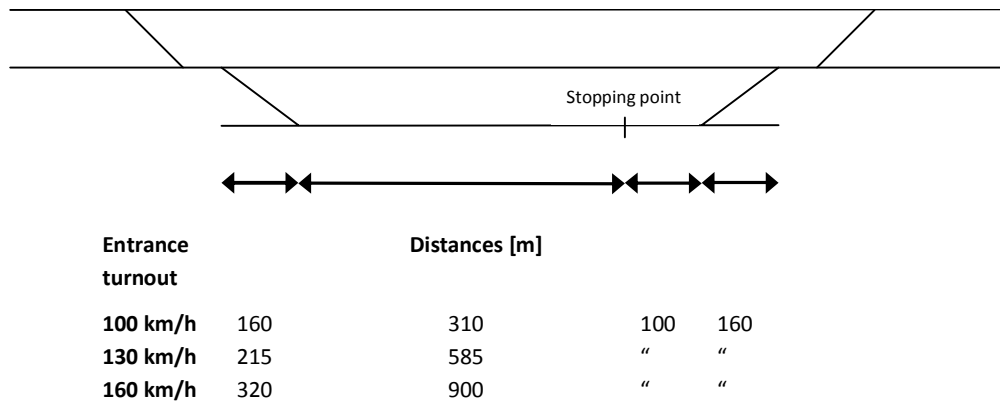 Stopping point
Entrance Distances [m]
turnout
100 km/h 160 310 100 160
130 km/h 215 585 “ “
160 km/h 320 900 “ “